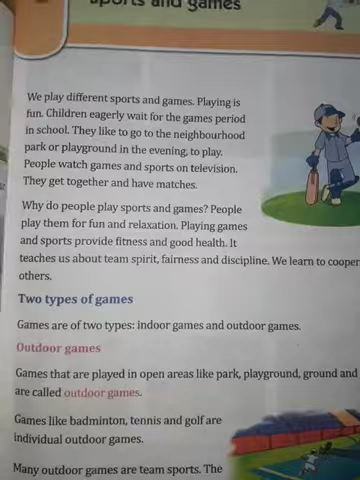 sports and games
We play different sports and games. Playing is
fun. Children eagerly wait for the games period
in school. They like to go to the neighbourhood
park or playground in the evening, to play.
People watch games and sports on television.
They get together and have matches.
Why do people play sports and games? People
play them for fun and relaxation. Playing games
and sports provide fitness and good health. It
teaches us about team spirit, fairness and discipline. We learn to cooper
others.
Two types of games
Games are of two types: indoor games and outdoor games.
Outdoor games
Games that are played in open areas like park, playground, ground and
are called outdoor games.
Games like badminton, tennis and golf are
individual outdoor games.
Many outdoor games are team sports. The